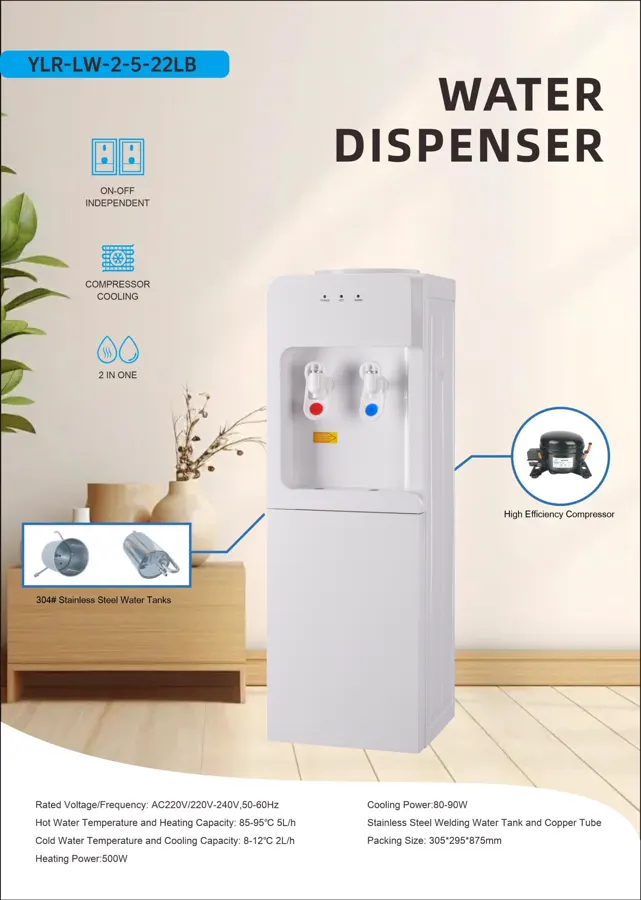 YLR-LW-2-5-22LB
WATER
DISPENSER
ON-OFF
INDEPENDENT
COMPRESSOR
COOLING
2 IN ONE
High Efficiency Compressor
304# Stainless Steel Water Tanks
Rated Voltage/Frequency: AC220V/220V-240V,50-60Hz
Hot Water Temperature and Heating Capacity: 85-95℃ 5L/h
Cold Water Temperature and Cooling Capacity: 8-12℃ 2L/h
Heating Power:500W
Cooling Power:80-90W
Stainless Steel Welding Water Tank and Copper Tube
Packing Size: 305*295*875mm